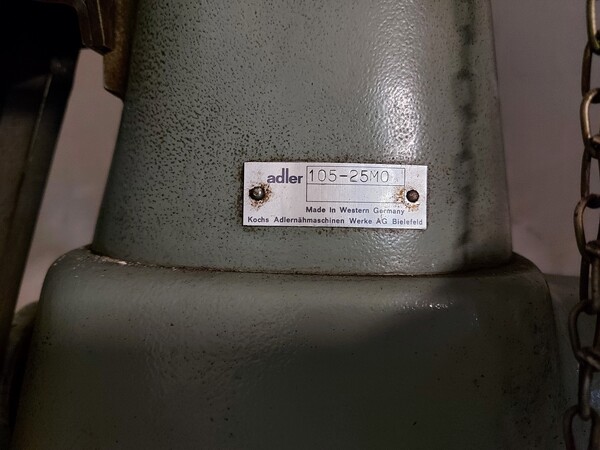 adler 105-25MO
Made in Western Germany
Kochs Adlernähmaschinen Werke AG Bielefeld